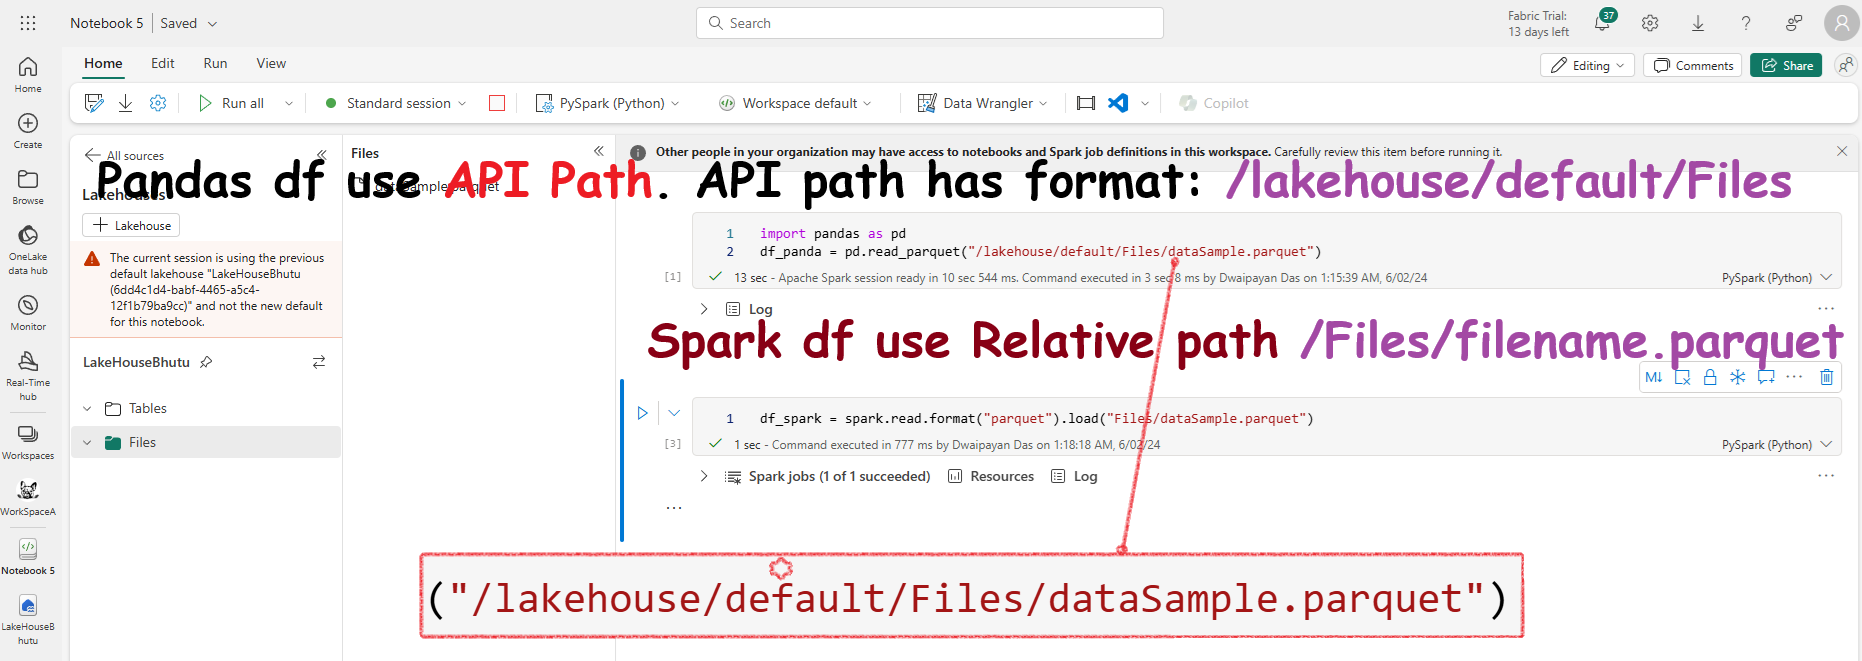 Notebook 5 | Saved
Search
Fabric Trial:
13 days left
37
Home
Edit
Run
View
Editing
Comments
Share
Run all
Standard session
PySpark (Python)
Workspace default
Data Wrangler
Copilot
Home
Create
Browse
OneLake
data hub
Monitor
Real-Time
hub
Workspaces
WorkSpaceA
Notebook 5
LakeHouseB
hutu
All sources
Lakehouses
Lakehouse
The current session is using the previous
default lakehouse "LakeHouseBhutu
(6dd4c1d4-babf-4465-a5c4-
12f1b79ba9cc)" and not the new default
for this notebook.
LakeHouseBhutu
Tables
Files
Files
dataSample.parquet
Other people in your organization may have access to notebooks and Spark job definitions in this workspace. Carefully review this item before running it.
Pandas df use API Path. API path has format: /lakehouse/default/Files
1 import pandas as pd
2 df_panda = pd.read_parquet("/lakehouse/default/Files/dataSample.parquet")
[1]
13 sec - Apache Spark session ready in 10 sec 544 ms. Command executed in 3 sec 8 ms by Dwaipayan Das on 1:15:39 AM, 6/02/24
PySpark (Python)
Log
Spark df use Relative path /Files/filename.parquet
M↓
1 df_spark = spark.read.format("parquet").load("Files/dataSample.parquet")
[3]
1 sec - Command executed in 777 ms by Dwaipayan Das on 1:18:18 AM, 6/02/24
PySpark (Python)
Spark jobs (1 of 1 succeeded)
Resources
Log
("/lakehouse/default/Files/dataSample.parquet")